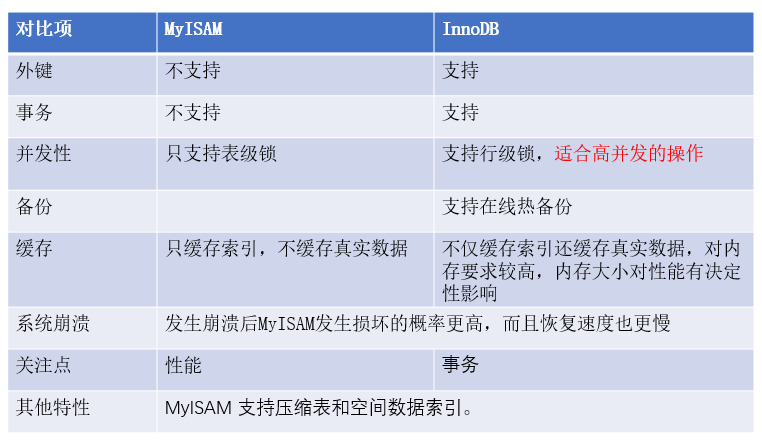 对比项 MyISAM InnoDB
外键 不支持 支持
事务 不支持 支持
并发性 只支持表级锁 支持行级锁，适合高并发的操作
备份 支持在线热备份
缓存 只缓存索引，不缓存真实数据 不仅缓存索引还缓存真实数据，对内
存要求较高，内存大小对性能有决定
性影响
系统崩溃 发生崩溃后MyISAM发生损坏的概率更高，而且恢复速度也更慢
关注点 性能 事务
其他特性 MyISAM 支持压缩表和空间数据索引。